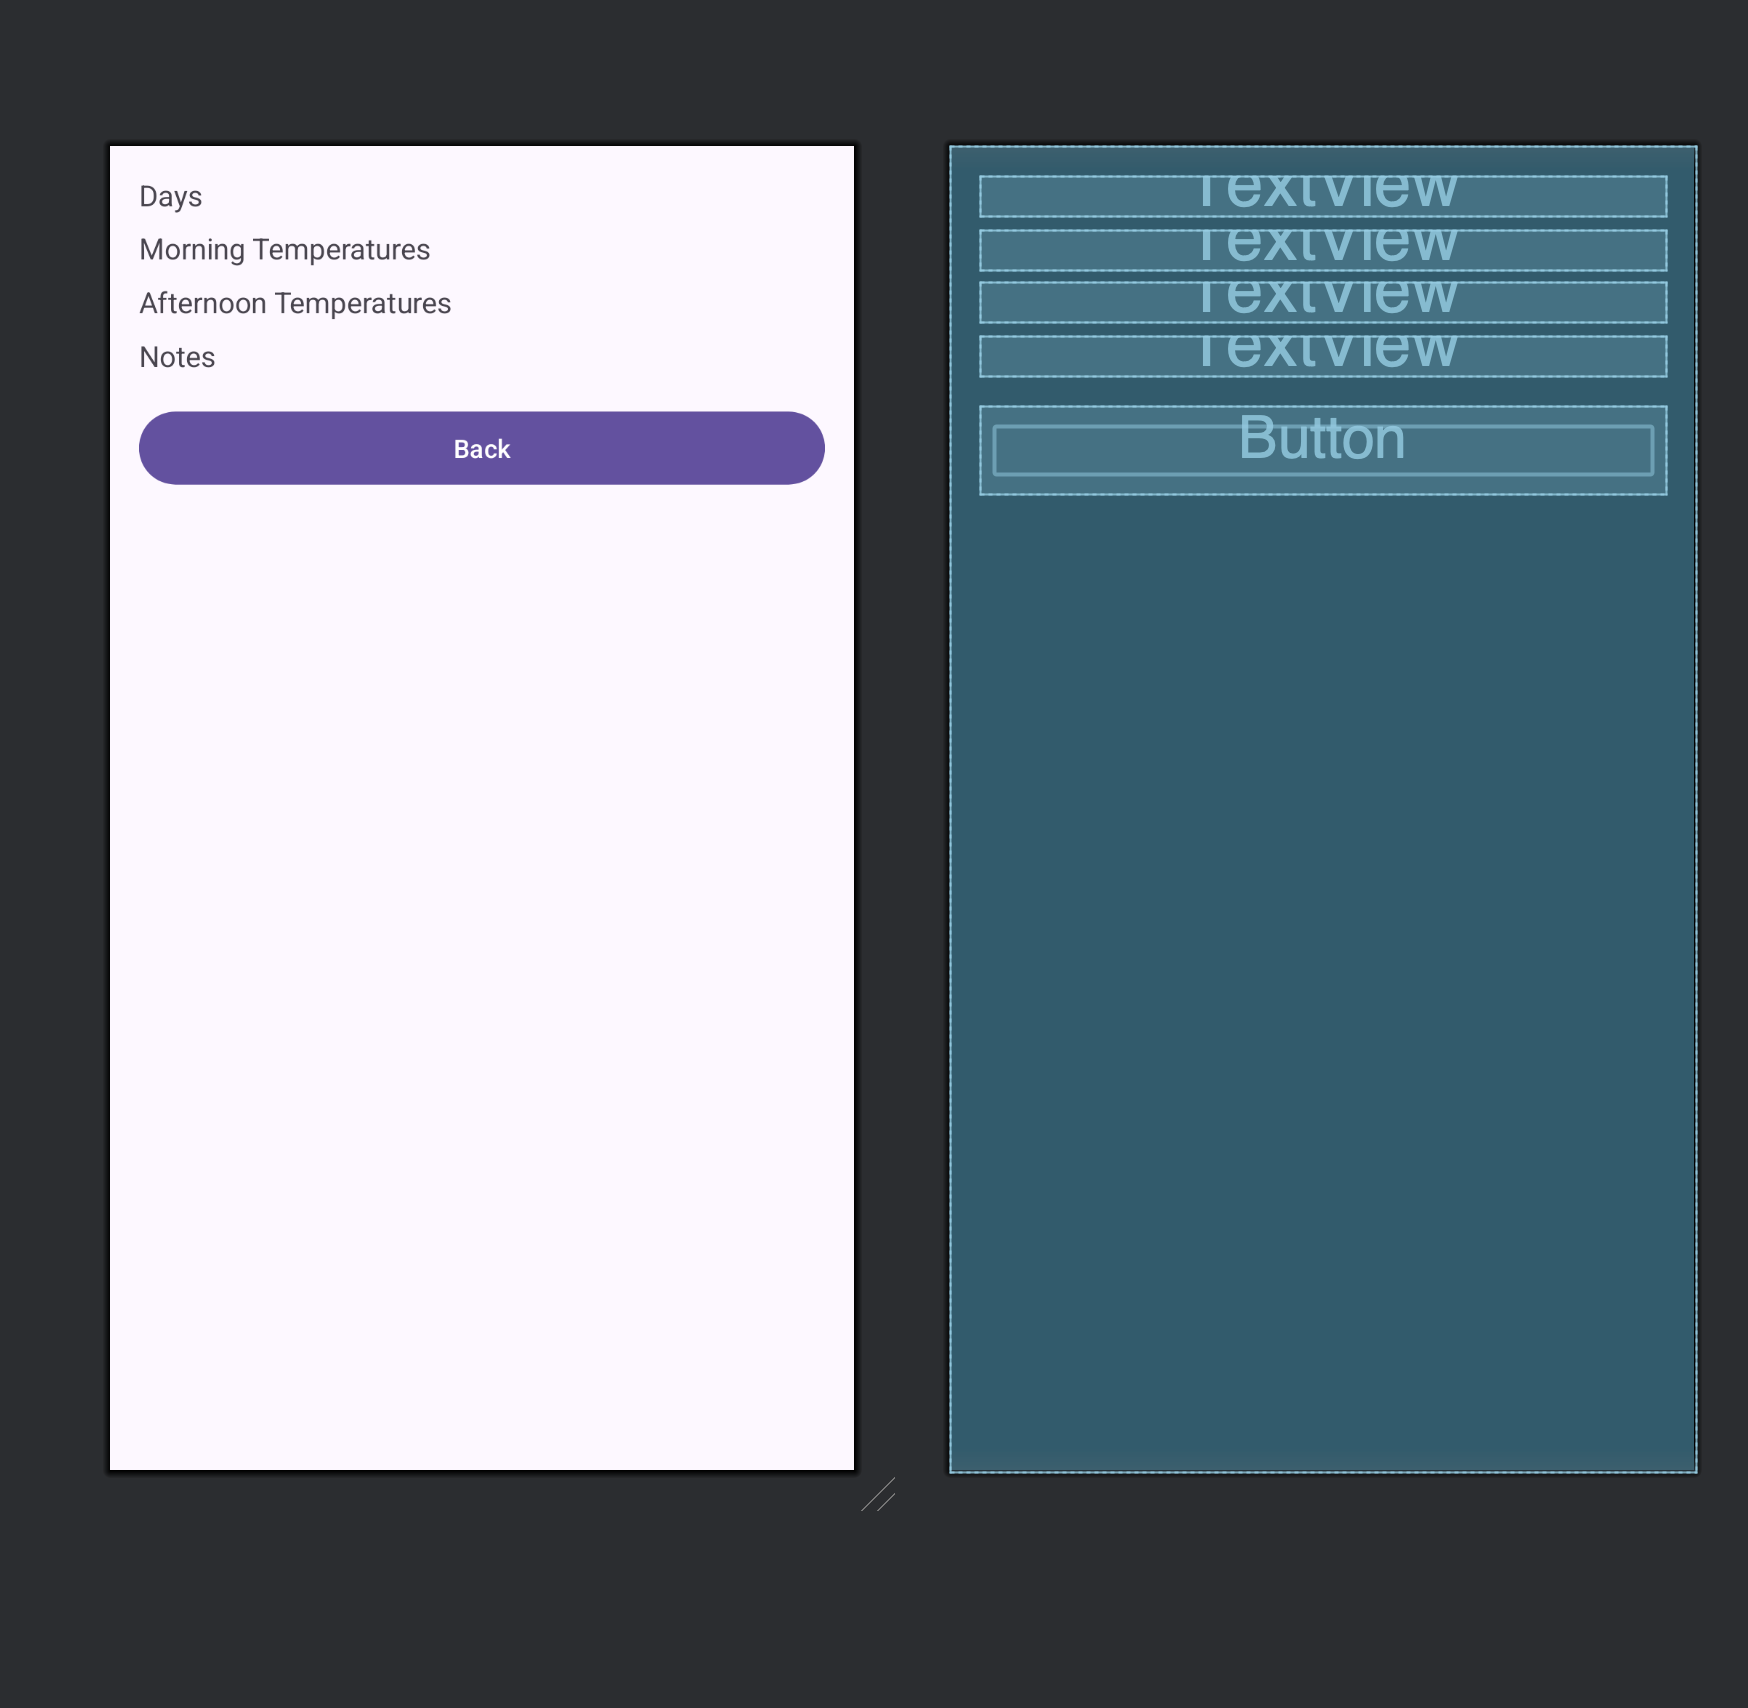 Days
Morning Temperatures
Afternoon Temperatures
Notes
Back
TextView
TextView
TextView
TextView
Button